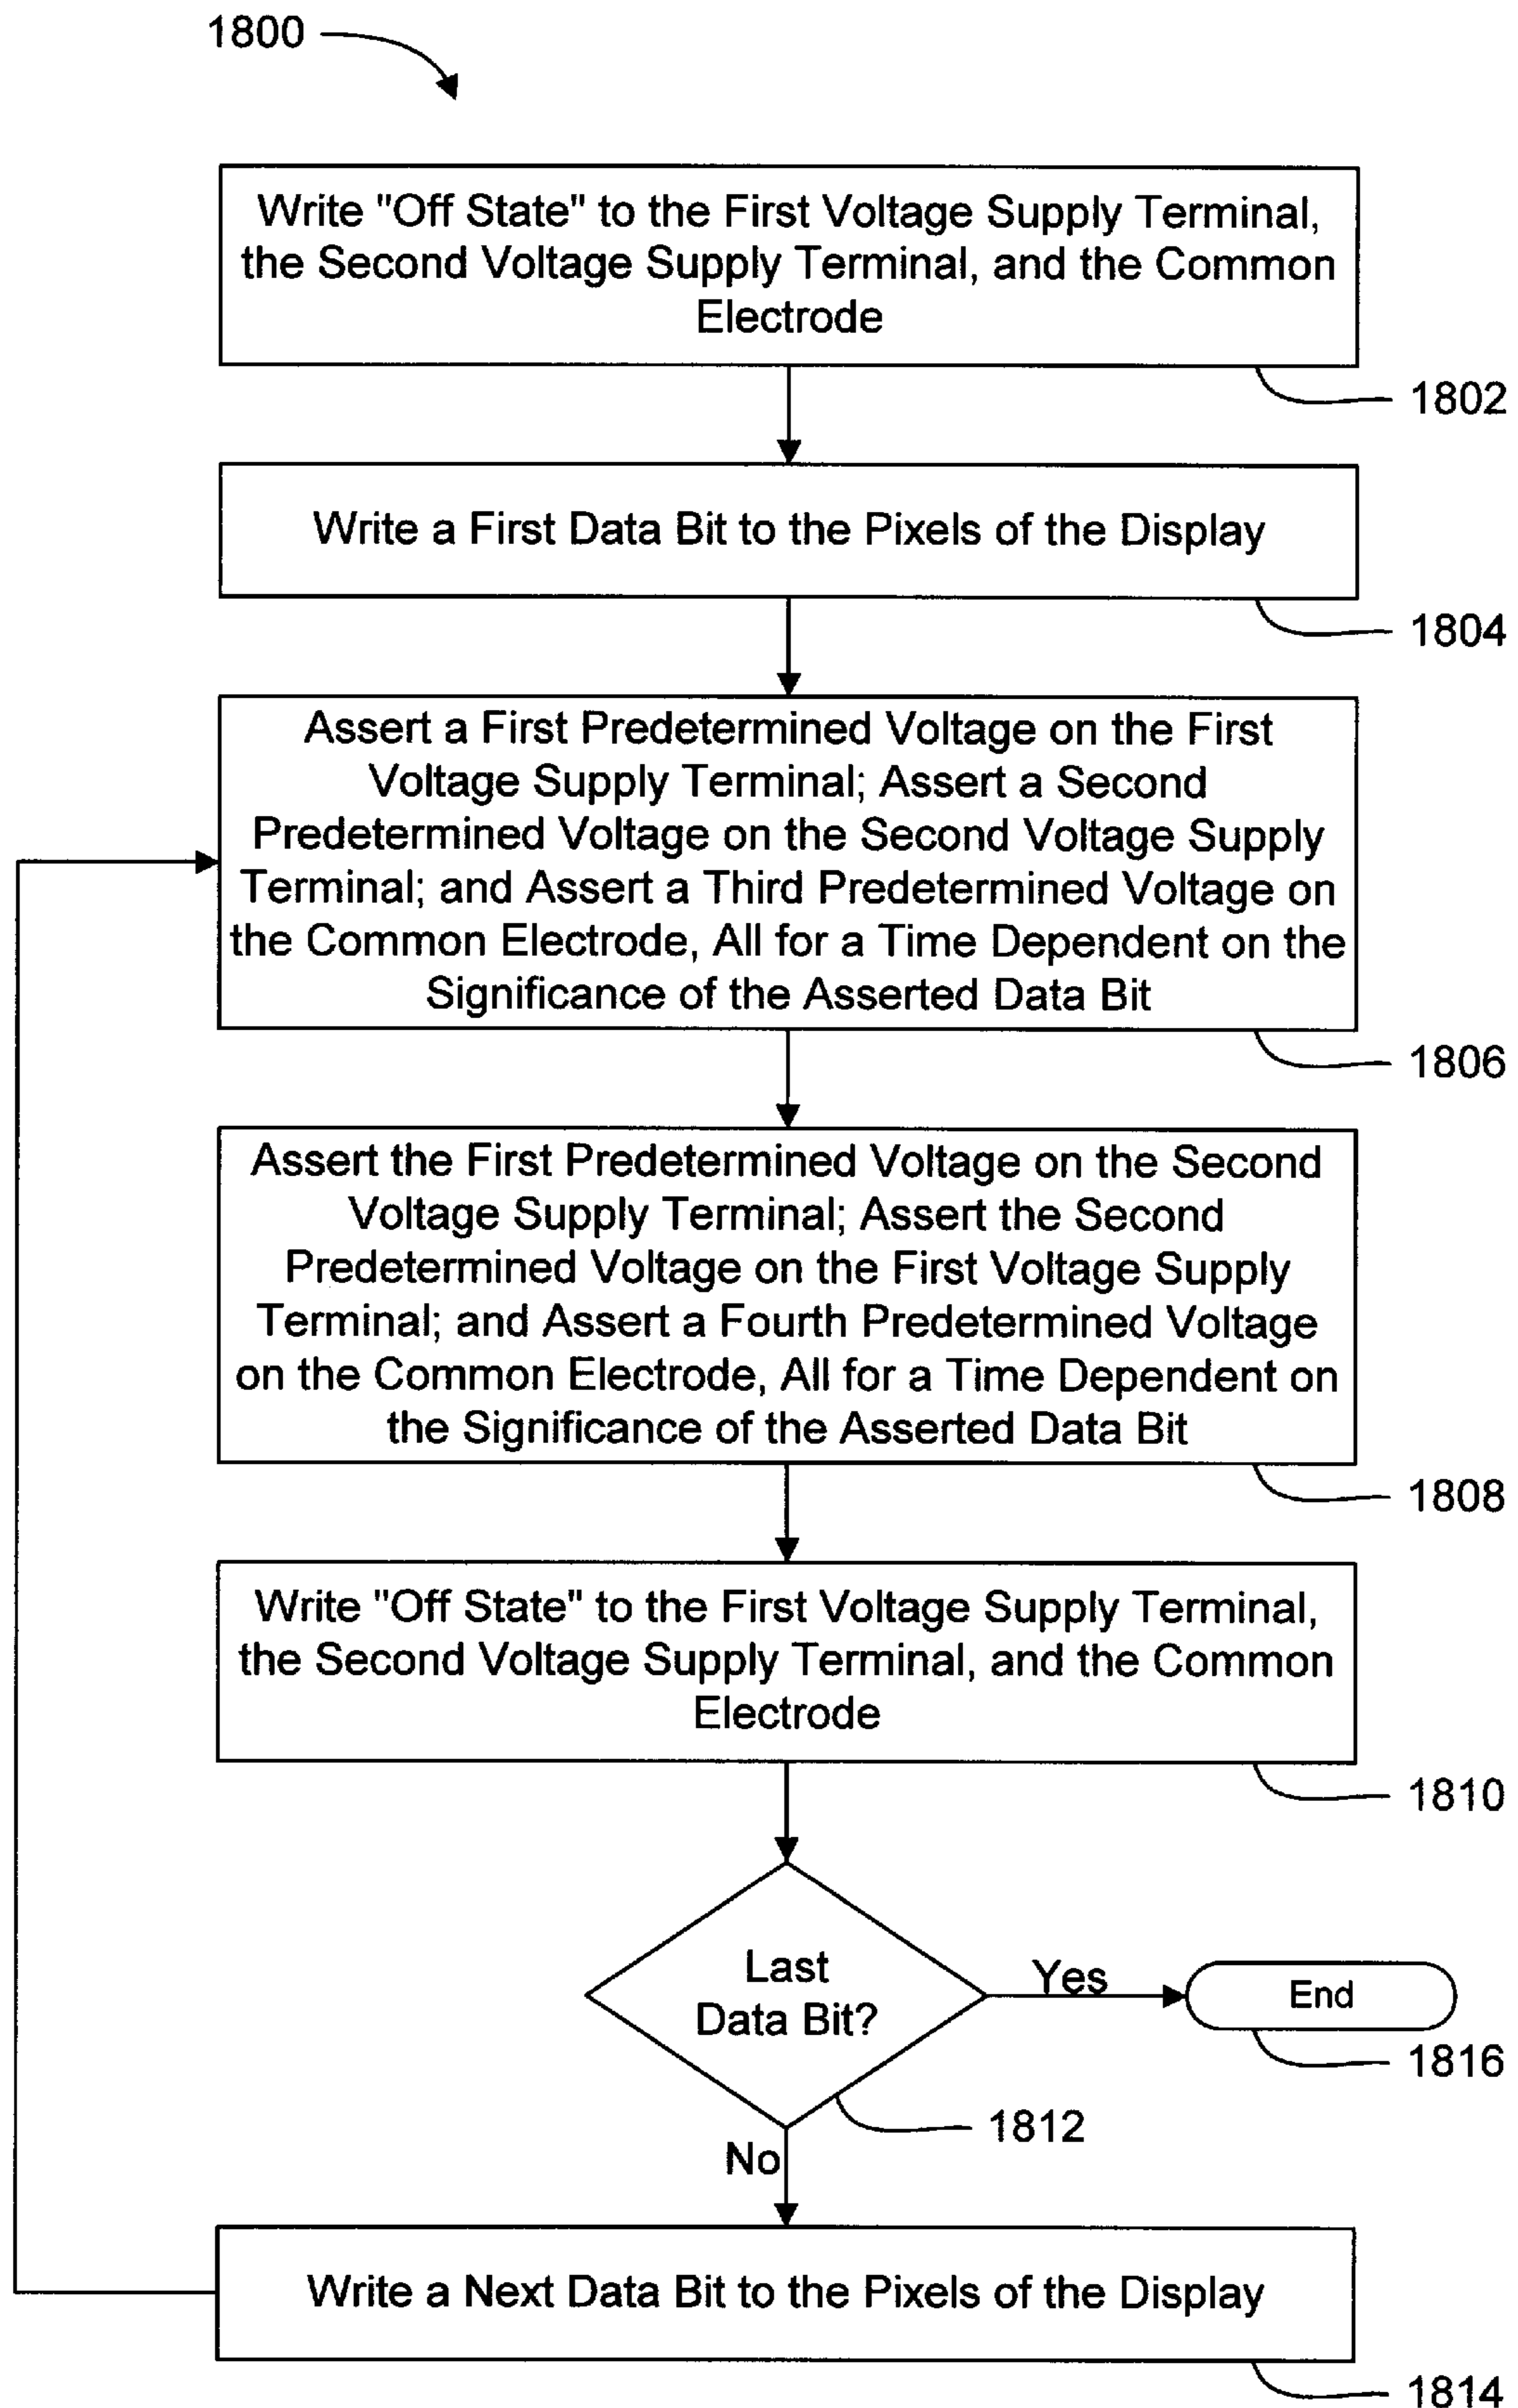 1800
Write "Off State" to the First Voltage Supply Terminal,
the Second Voltage Supply Terminal, and the Common
Electrode
1802
Write a First Data Bit to the Pixels of the Display
1804
Assert a First Predetermined Voltage on the First
Voltage Supply Terminal; Assert a Second
Predetermined Voltage on the Second Voltage Supply
Terminal; and Assert a Third Predetermined Voltage on
the Common Electrode, All for a Time Dependent on the
Significance of the Asserted Data Bit
1806
Assert the First Predetermined Voltage on the Second
Voltage Supply Terminal; Assert the Second
Predetermined Voltage on the First Voltage Supply
Terminal; and Assert a Fourth Predetermined Voltage
on the Common Electrode, All for a Time Dependent on
the Significance of the Asserted Data Bit
1808
Write "Off State" to the First Voltage Supply Terminal,
the Second Voltage Supply Terminal, and the Common
Electrode
1810
Last
Data Bit?
Yes
End
1816
1812
No
Write a Next Data Bit to the Pixels of the Display
1814